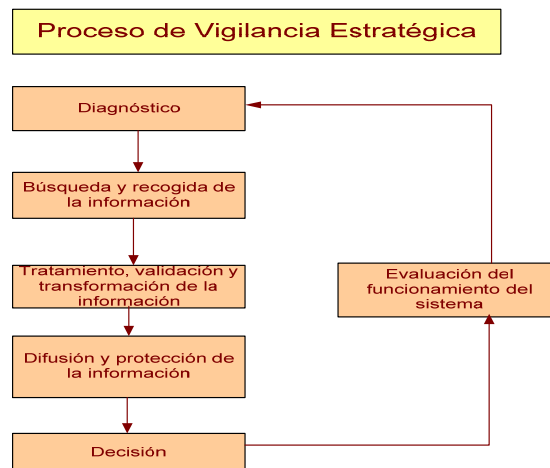 Proceso de Vigilancia Estratégica
Diagnóstico
Búsqueda y recogida de
la información
Tratamiento, validación y
transformación de la
información
Difusión y protección de
la información
Decisión
Evaluación del
funcionamiento del
sistema